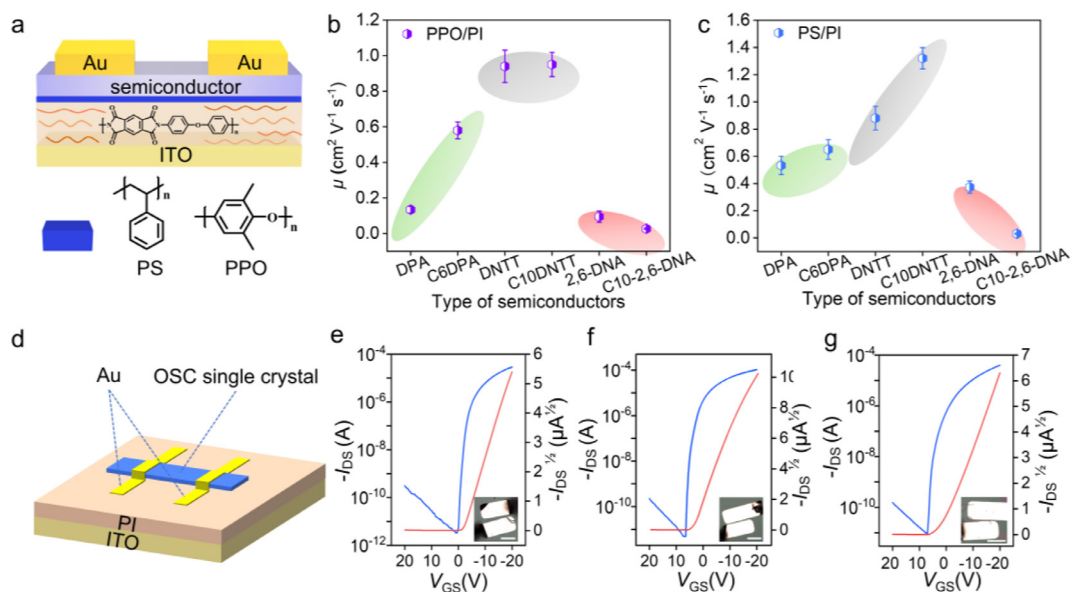 a
Au
Au
semiconductor
O
O
N
N
O
n
O
O
ITO
n
PS
O
n
PPO
b
PPO/PI
μ (cm² V⁻¹ s⁻¹)
1.2
1.0
0.8
0.6
0.4
0.2
0.0
DPA
C6DPA
DNTT
C10DNTT
2,6-DNA
C10-2,6-DNA
Type of semiconductors
c
PS/PI
μ (cm² V⁻¹ s⁻¹)
1.6
1.4
1.2
1.0
0.8
0.6
0.4
0.2
0.0
DPA
C6DPA
DNTT
C10DNTT
2,6-DNA
C10-2,6-DNA
Type of semiconductors
d
Au
OSC single crystal
PI
ITO
e
-I_DS (A)
10⁻⁴
10⁻⁶
10⁻⁸
10⁻¹⁰
10⁻¹²
6
5
4
3
2
1
0
-I_DS^½ (μA^½)
20 10 0 -10 -20
V_GS(V)
f
-I_DS (A)
10⁻⁴
10⁻⁶
10⁻⁸
10⁻¹⁰
10
8
6
4
2
0
-I_DS^½ (μA^½)
20 10 0 -10 -20
V_GS(V)
g
-I_DS (A)
10⁻⁴
10⁻⁶
10⁻⁸
10⁻¹⁰
7
6
5
4
3
2
1
0
-I_DS^½ (μA^½)
20 10 0 -10 -20
V_GS(V)